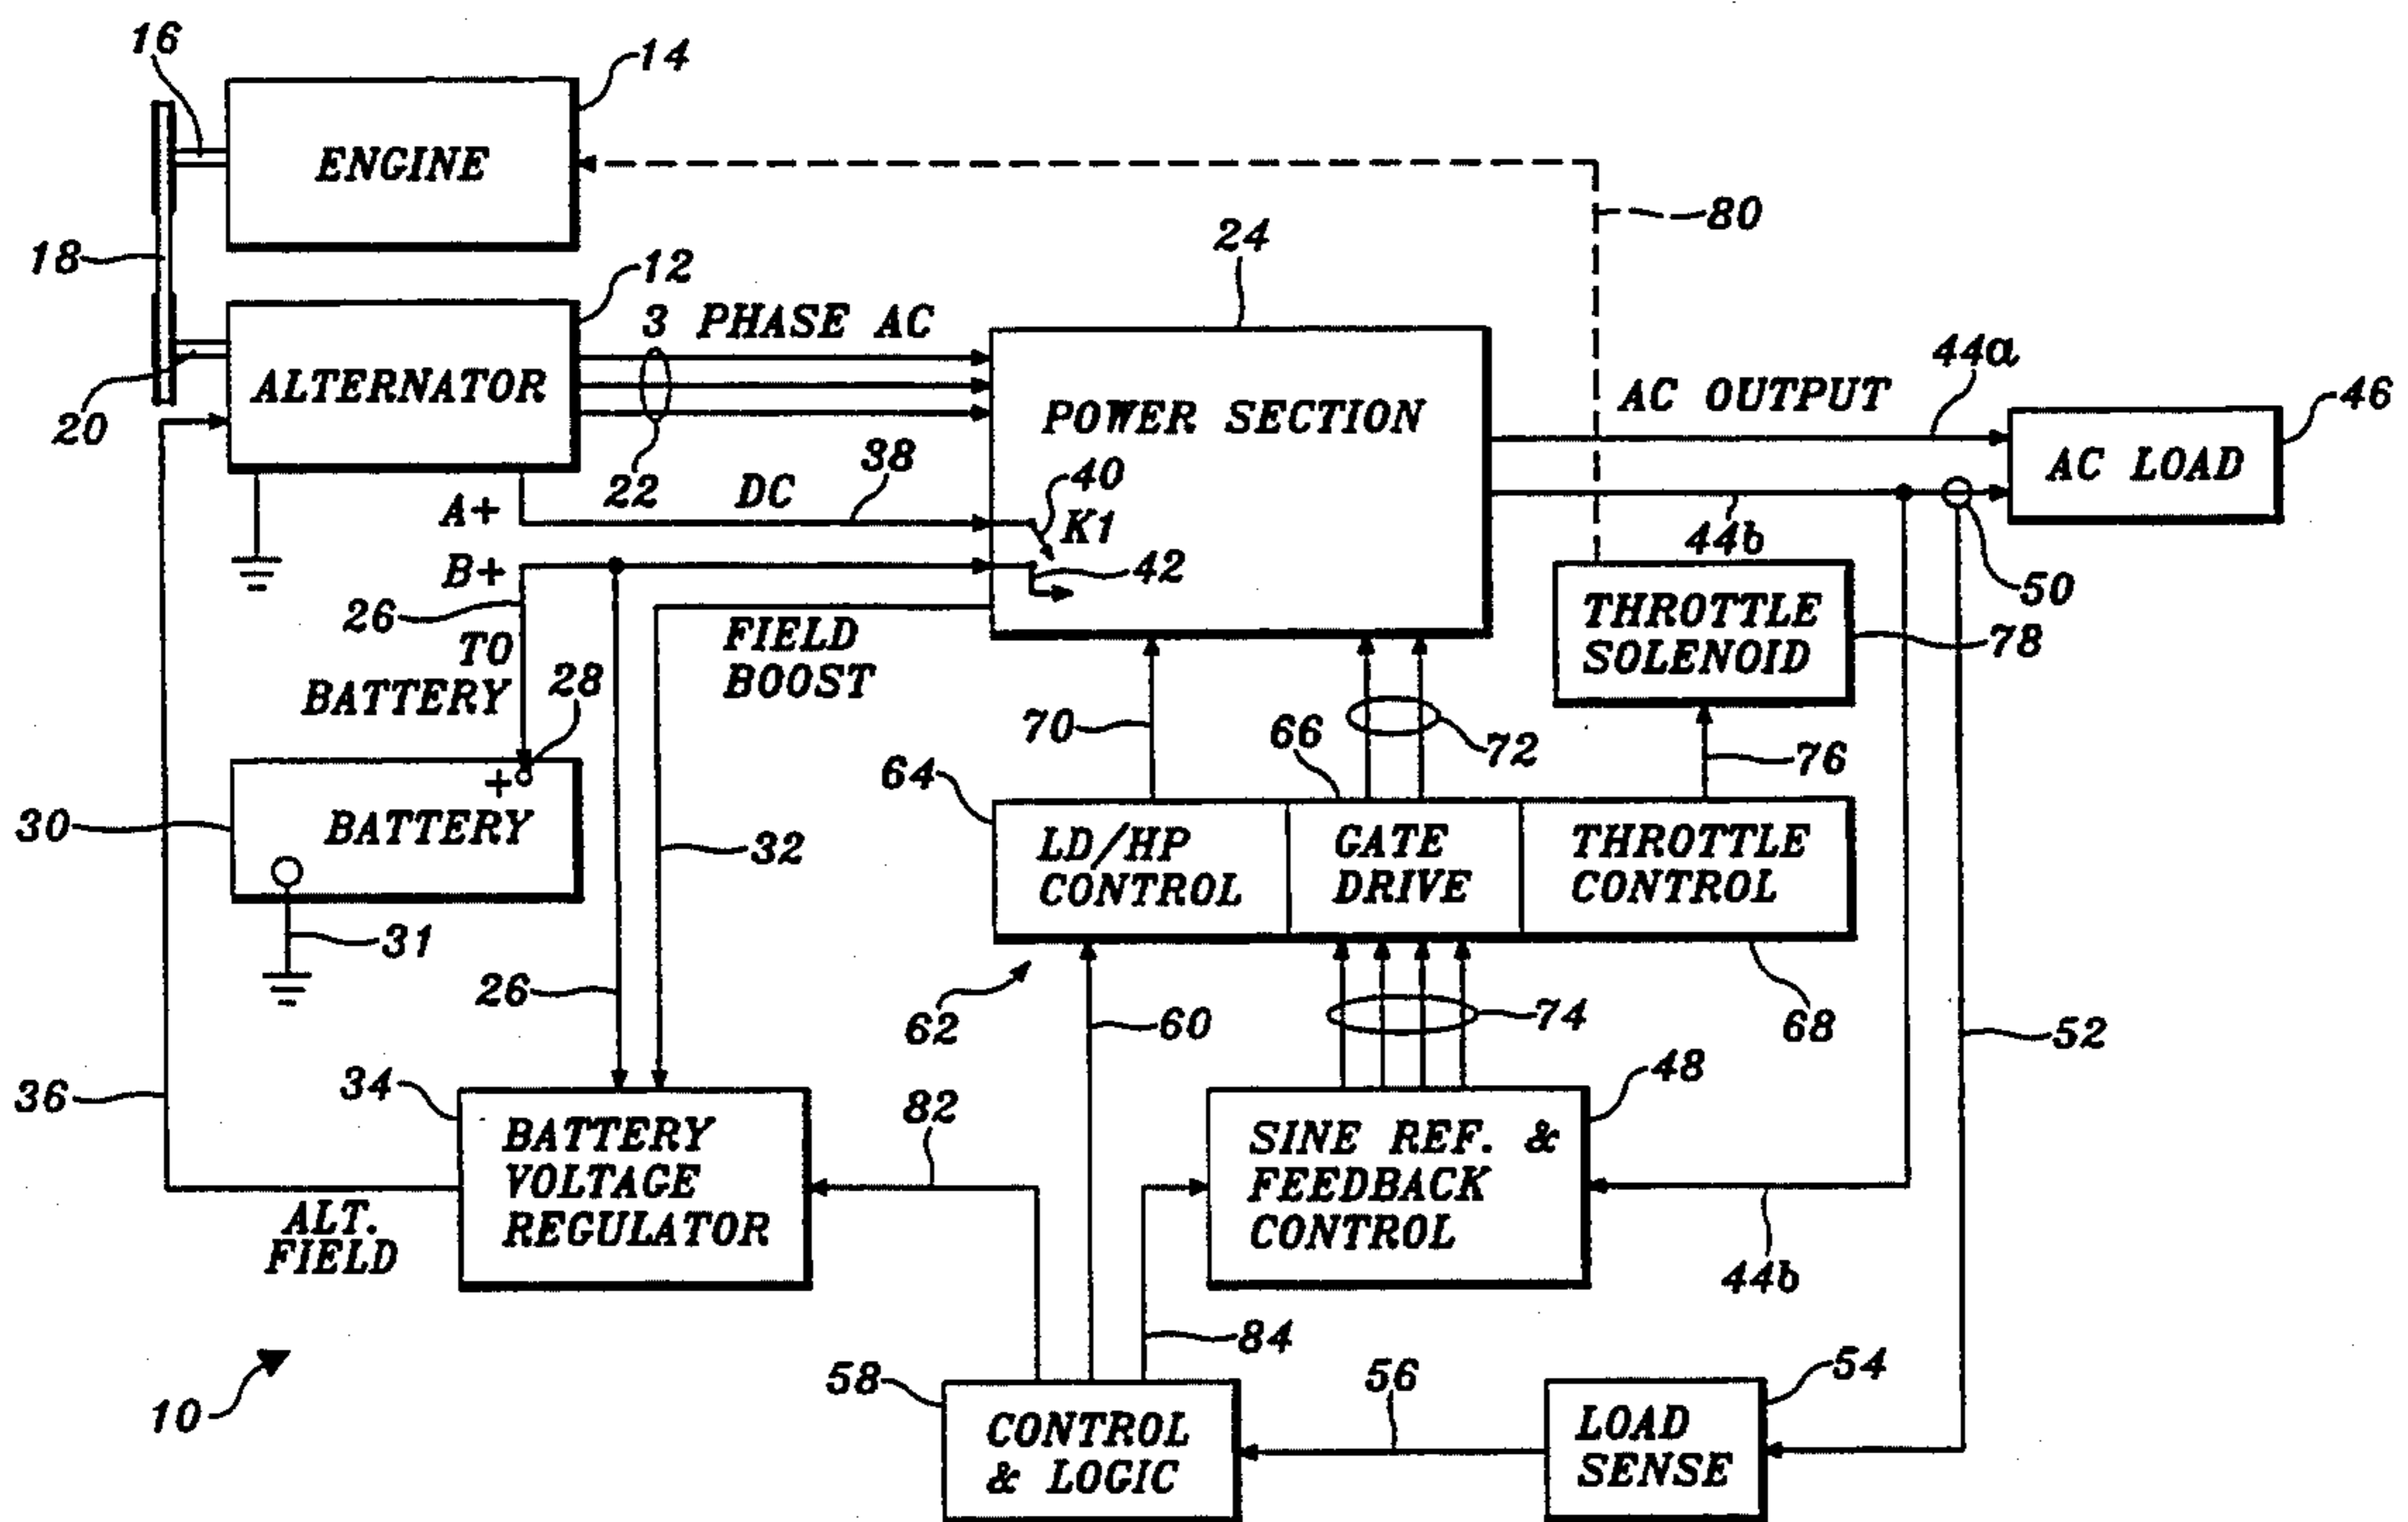 16
14
ENGINE
80
18
24
12
3 PHASE AC
ALTERNATOR
44a
AC OUTPUT
46
POWER SECTION
20
22
DC
38
40
AC LOAD
A+
K1
44b
B+
42
50
26
TO
BATTERY
FIELD
BOOST
THROTTLE
SOLENOID
78
28
70
66
72
76
64
+
30
BATTERY
32
LD/HP
CONTROL
GATE
DRIVE
THROTTLE
CONTROL
31
26
62
60
74
68
52
36
34
82
48
BATTERY
VOLTAGE
REGULATOR
SINE REF. &
FEEDBACK
CONTROL
ALT.
FIELD
44b
84
10
58
56
54
CONTROL
& LOGIC
LOAD
SENSE